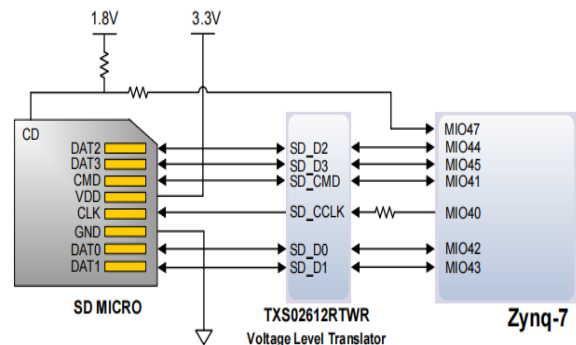 1.8V
3.3V
CD
DAT2
DAT3
CMD
VDD
CLK
GND
DAT0
DAT1
SD MICRO
SD_D2
SD_D3
SD_CMD
SD_CCLK
SD_D0
SD_D1
TXS02612RTWR
Voltage Level Translator
MIO47
MIO44
MIO45
MIO41
MIO40
MIO42
MIO43
Zynq-7